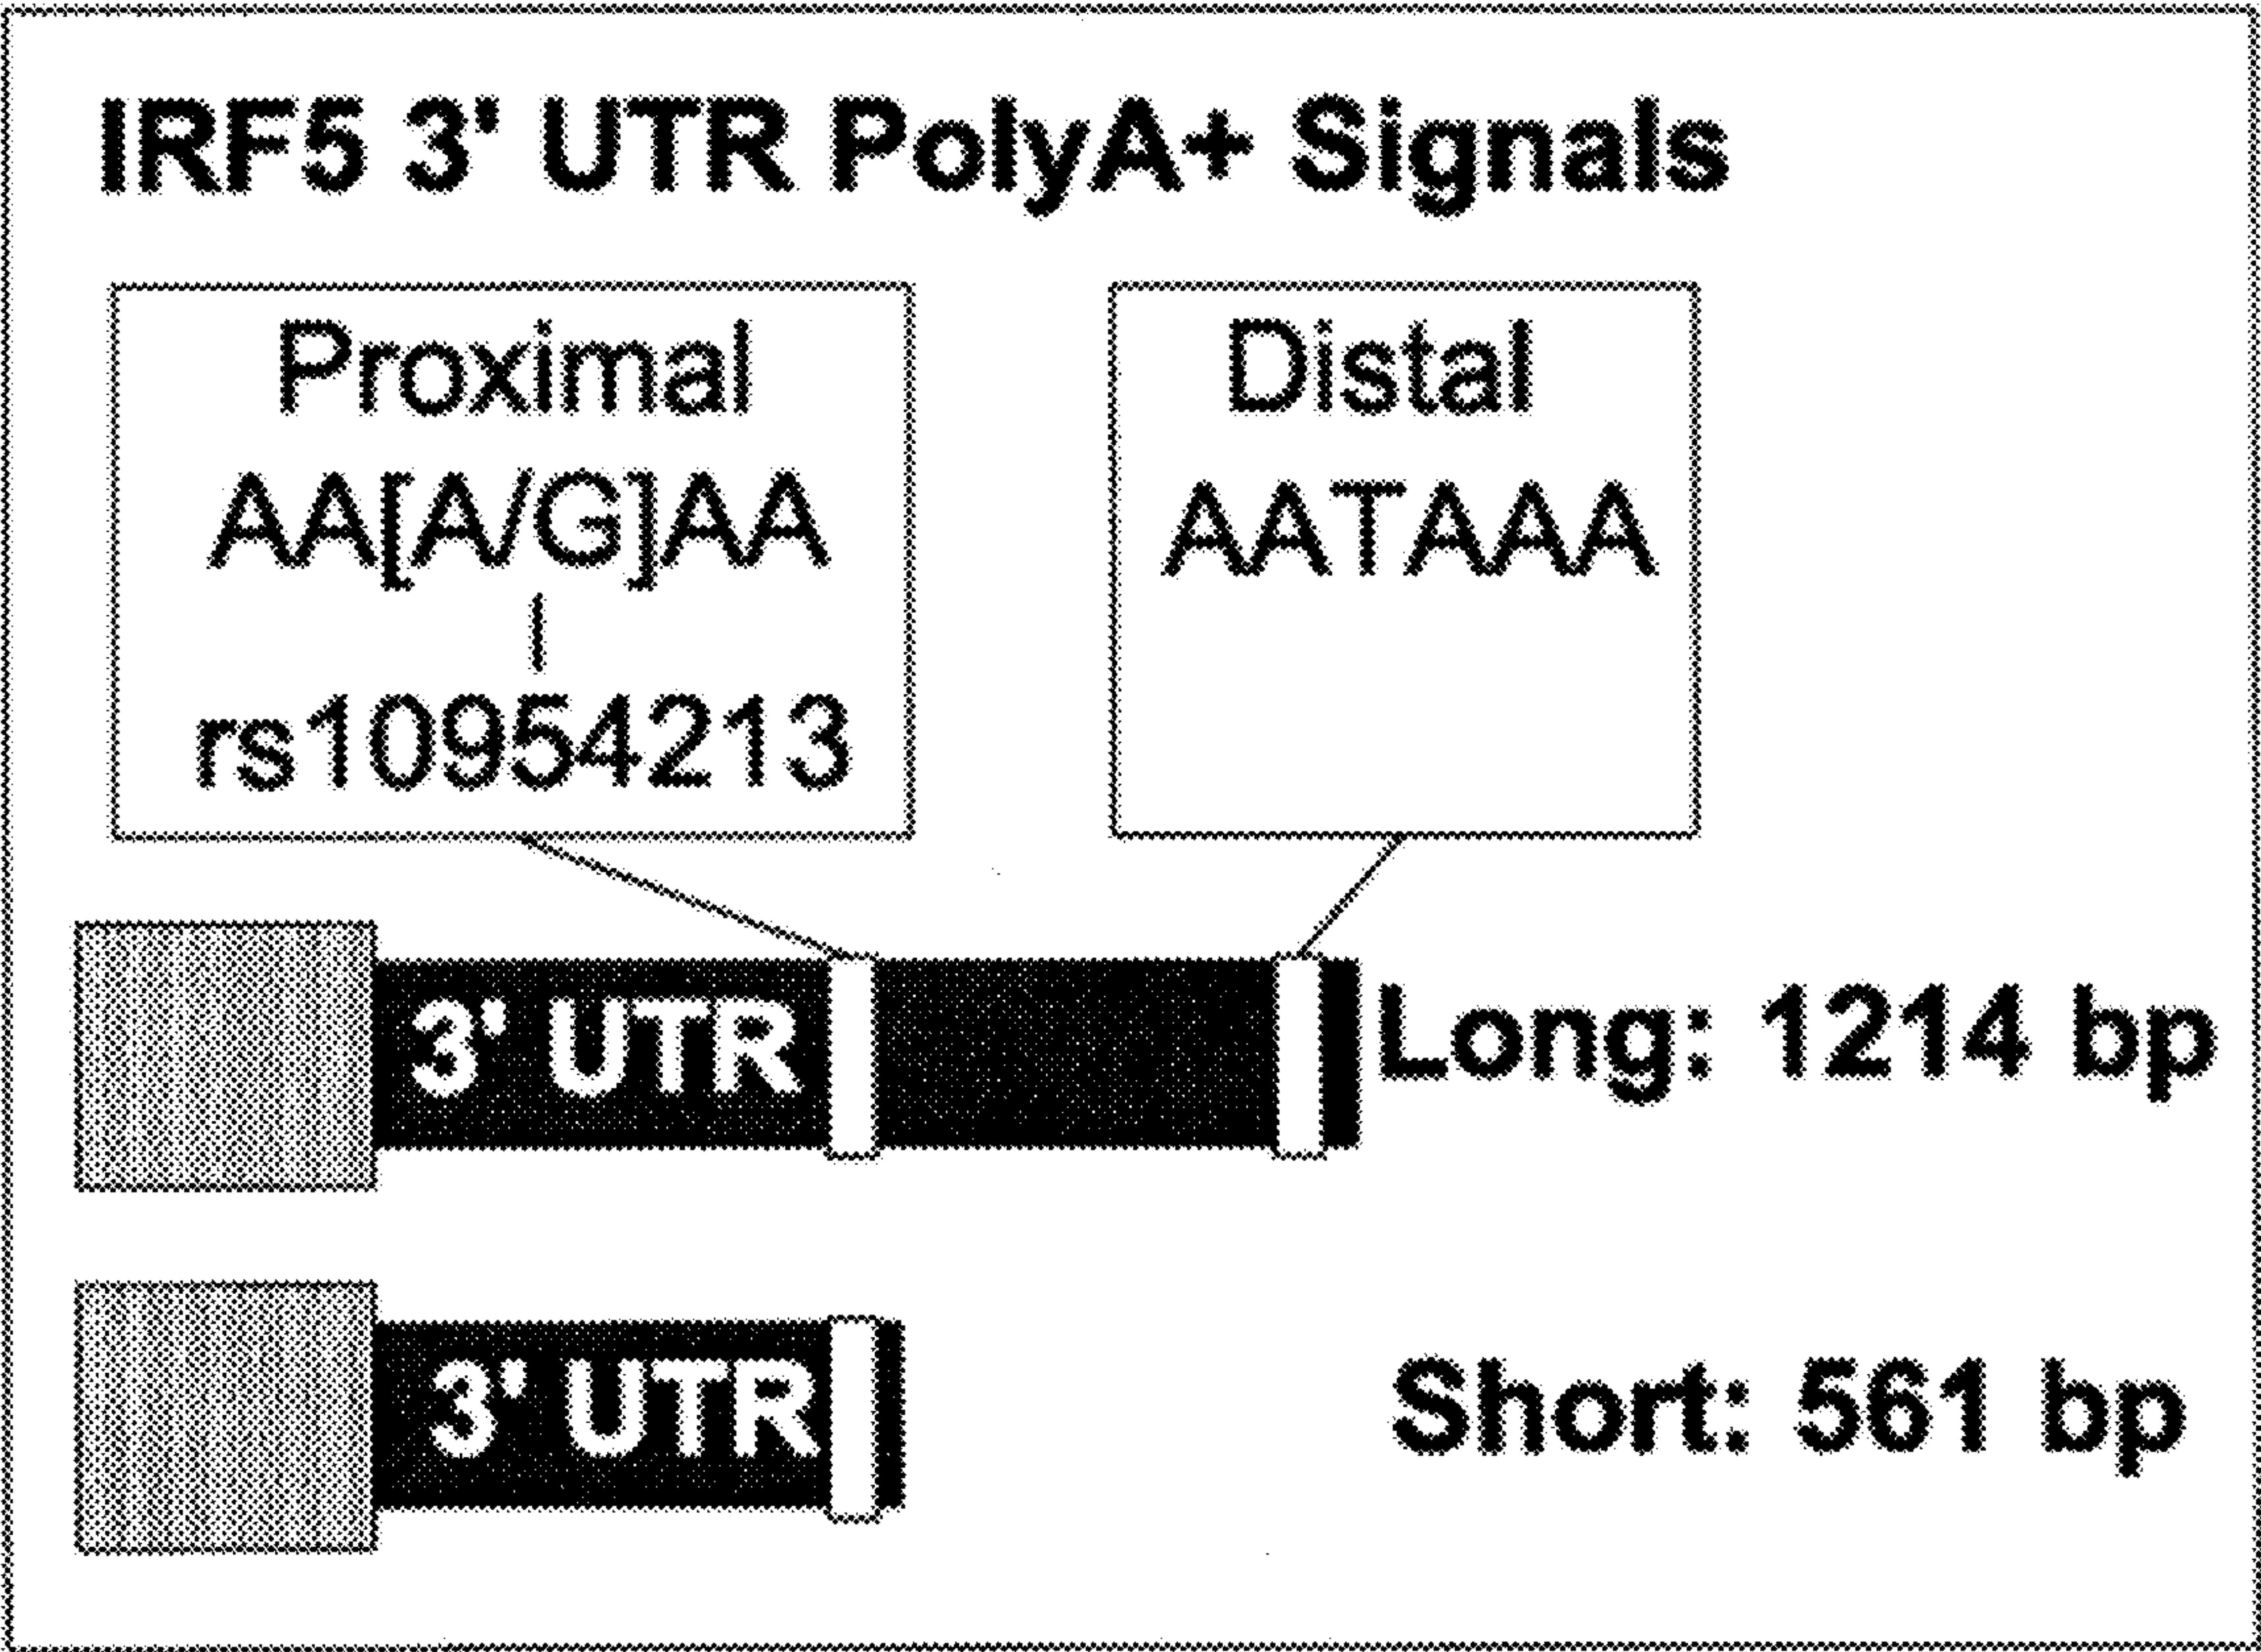 IRF5 3' UTR PolyA+ Signals
Proximal
AA[A/G]AA
rs10954213
Distal
AATAAA
3' UTR
Long: 1214 bp
3' UTR
Short: 561 bp